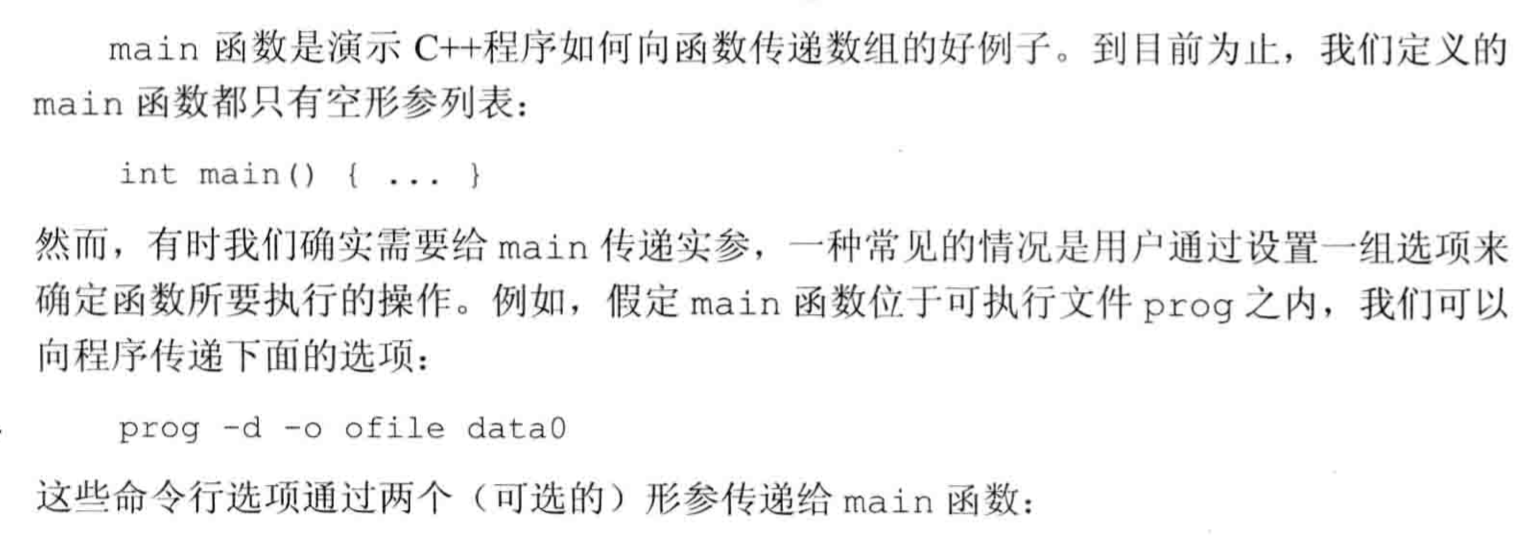 main 函数是演示 C++程序如何向函数传递数组的好例子。到目前为止，我们定义的
main 函数都只有空形参列表：
int main() { ... }
然而，有时我们确实需要给 main 传递实参，一种常见的情况是用户通过设置一组选项来
确定函数所要执行的操作。例如，假定 main 函数位于可执行文件 prog 之内，我们可以
向程序传递下面的选项：
prog -d -o ofile data0
这些命令行选项通过两个（可选的）形参传递给 main 函数：